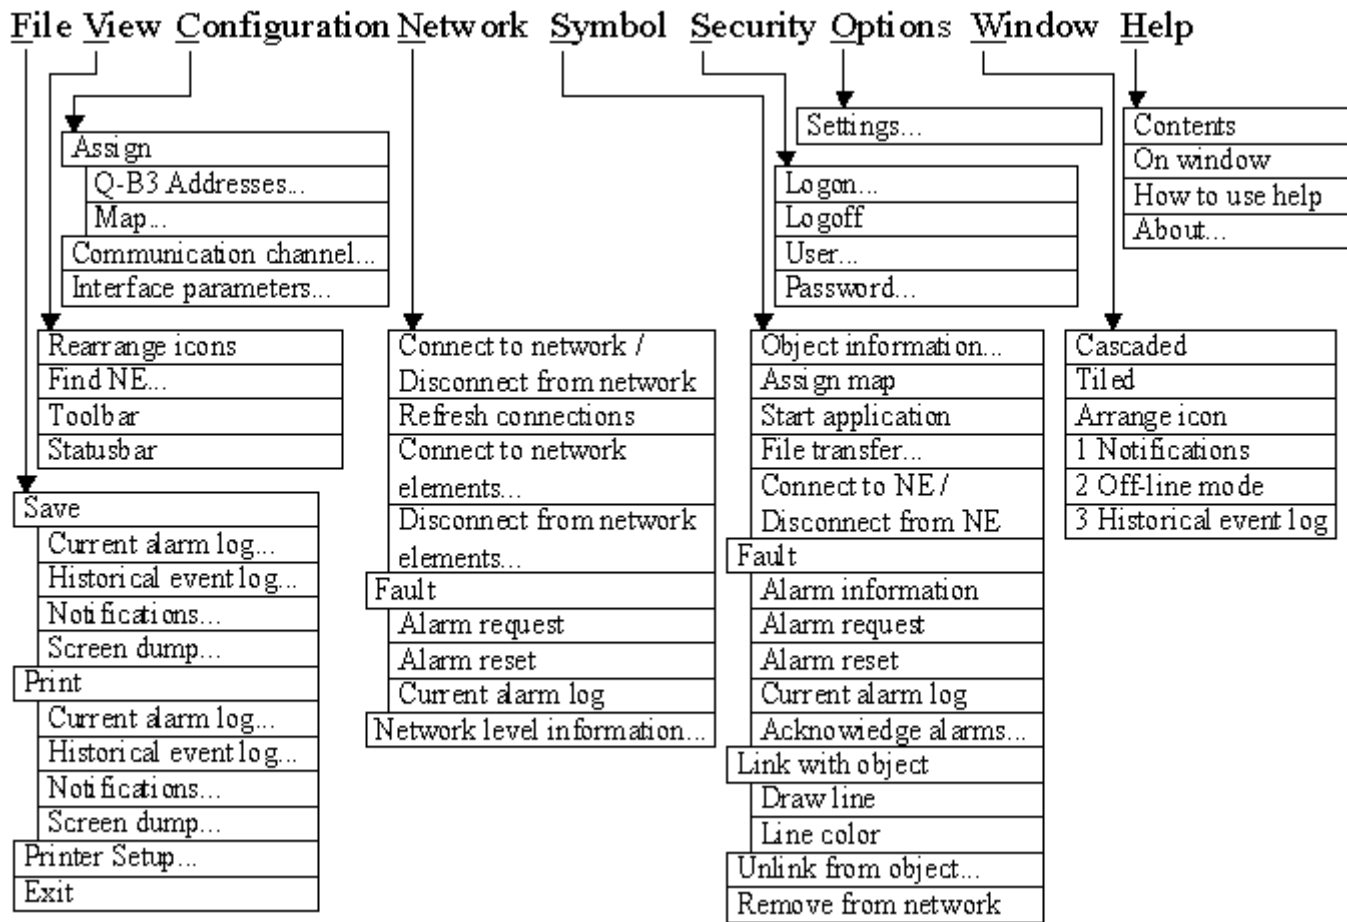 File View Configuration Network Symbol Security Options Window Help
Assign
Q-B3 Addresses...
Map...
Communication channel...
Interface parameters...
Settings...
Logon...
Logoff
User...
Password...
Contents
On window
How to use help
About...
Rearrange icons
Find NE...
Toolbar
Statusbar
Save
Current alarm log...
Historical event log...
Notifications...
Screen dump...
Print
Current alarm log...
Historical event log...
Notifications...
Screen dump...
Printer Setup...
Exit
Connect to network /
Disconnect from network
Refresh connections
Connect to network
elements...
Disconnect from network
elements...
Fault
Alarm request
Alarm reset
Current alarm log
Network level information...
Object information...
Assign map
Start application
File transfer...
Connect to NE /
Disconnect from NE
Fault
Alarm information
Alarm request
Alarm reset
Current alarm log
Acknowiedge alarms...
Link with object
Draw line
Line color
Unlink from object...
Remove from network
Cascaded
Tiled
Arrange icon
1 Notifications
2 Off-line mode
3 Historical event log